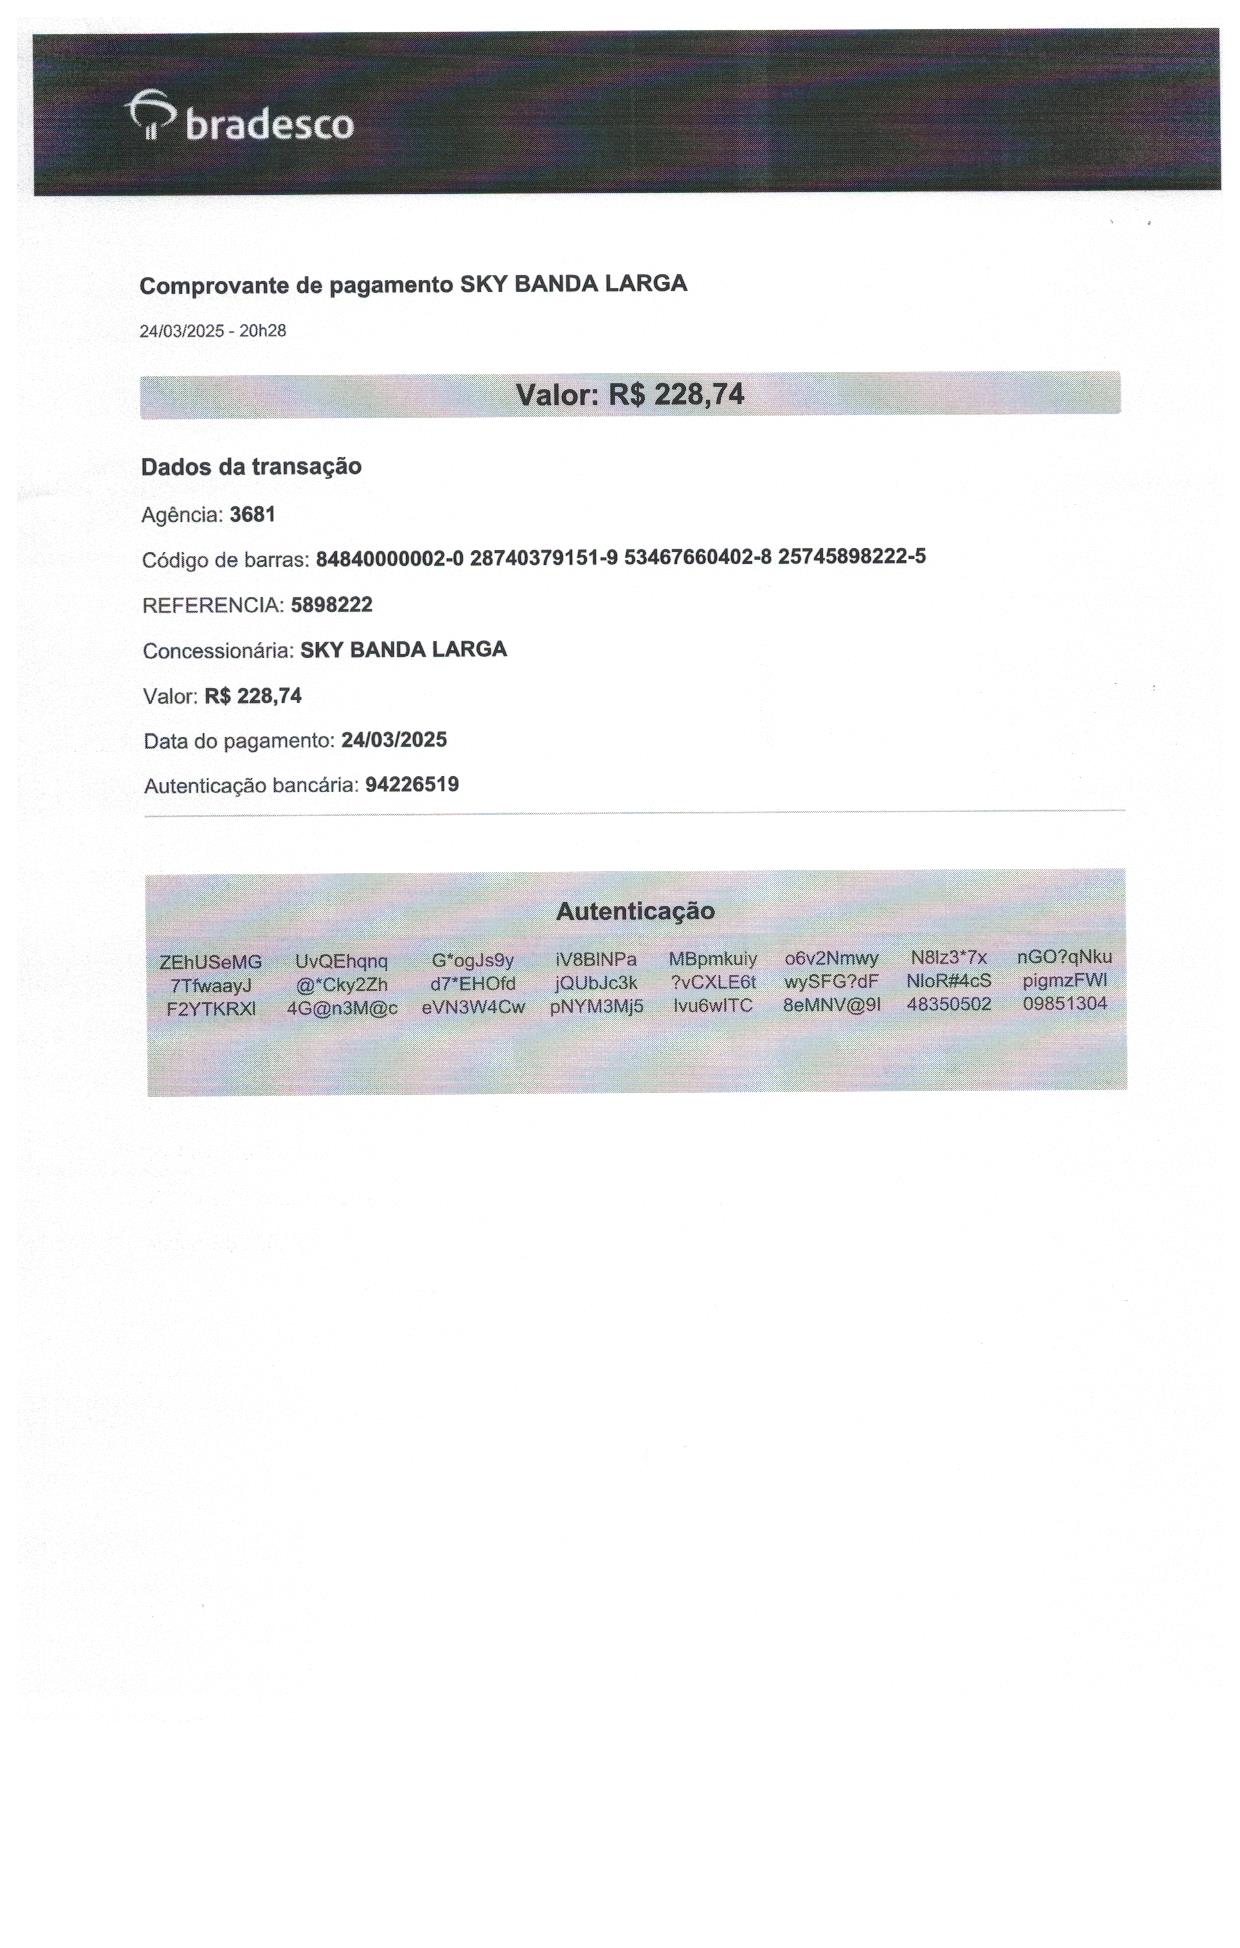 bradesco
Comprovante de pagamento SKY BANDA LARGA
24/03/2025 - 20h28
Valor: R$ 228,74
Dados da transação
Agência: 3681
Código de barras: 84840000002-0 28740379151-9 53467660402-8 25745898222-5
REFERENCIA: 5898222
Concessionária: SKY BANDA LARGA
Valor: R$ 228,74
Data do pagamento: 24/03/2025
Autenticação bancária: 94226519
Autenticação
ZEhUSeMG UvQEhqnq G*ogJs9y iV8BlNPa MBpmkuiy o6v2Nmwy N8lz3*7x nGO?qNku
7TfwaayJ @*Cky2Zh d7*EHOfd jQUbJc3k ?vCXLE6t wySFG?dF NloR#4cS pigmzFWl
F2YTKRXl 4G@n3M@c eVN3W4Cw pNYM3Mj5 lvu6wITC 8eMNV@9l 48350502 09851304